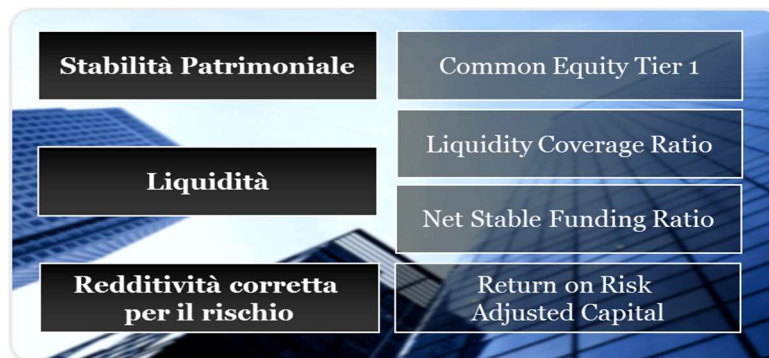 Stabilità Patrimoniale
Common Equity Tier 1
Liquidità
Liquidity Coverage Ratio
Net Stable Funding Ratio
Redditività corretta
per il rischio
Return on Risk
Adjusted Capital